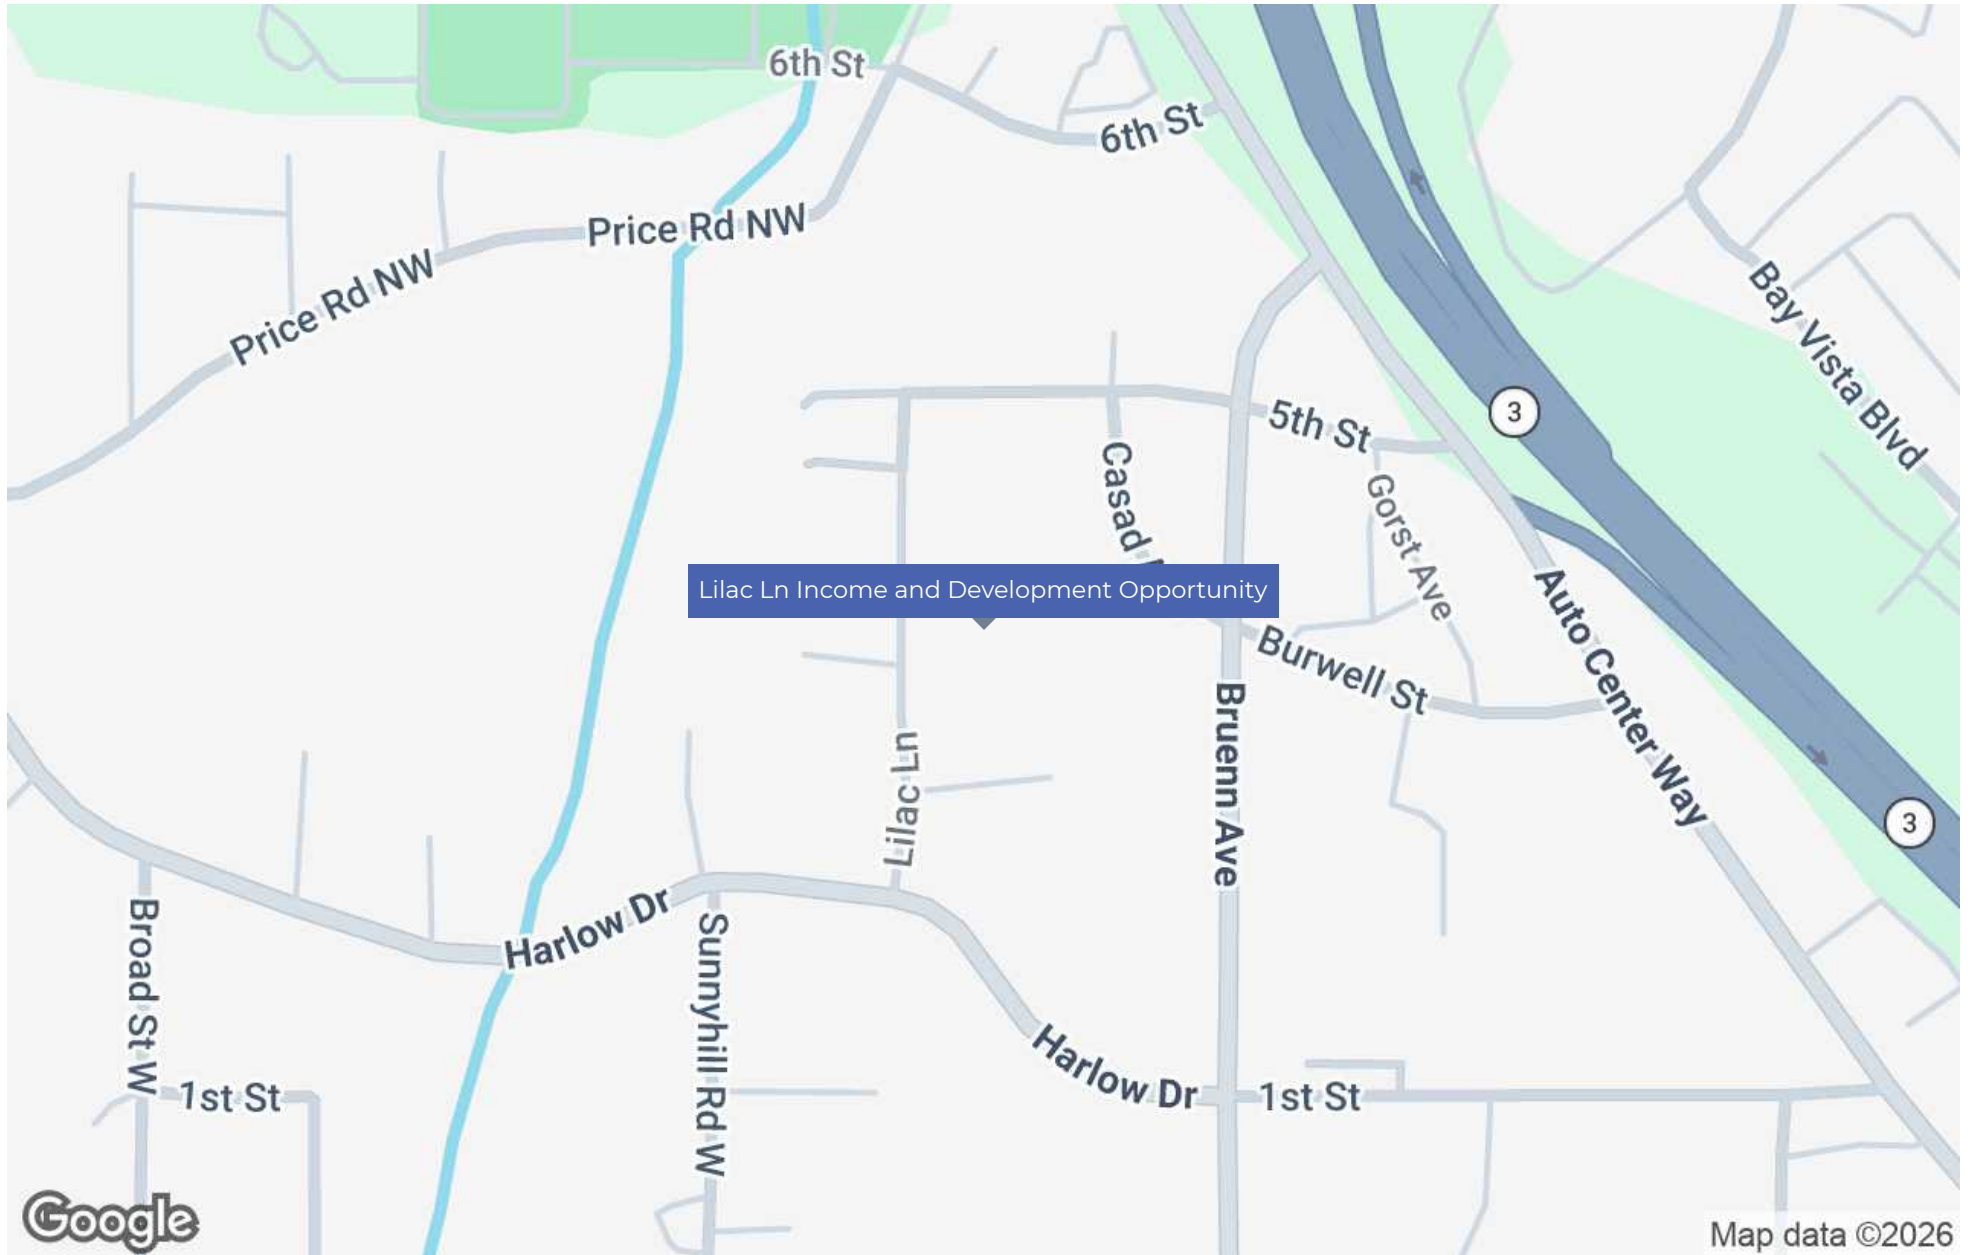 6th St
6th St
Price Rd NW
Price Rd NW
Bay Vista Blvd
3
5th St
Casad
Gorst Ave
Lilac Ln Income and Development Opportunity
Auto Center Way
Burwell St
Bruenn Ave
Lilac Ln
3
Harlow Dr
Broad St W
Sunnyhill Rd W
Harlow Dr
1st St
1st St
Google
Map data ©2026